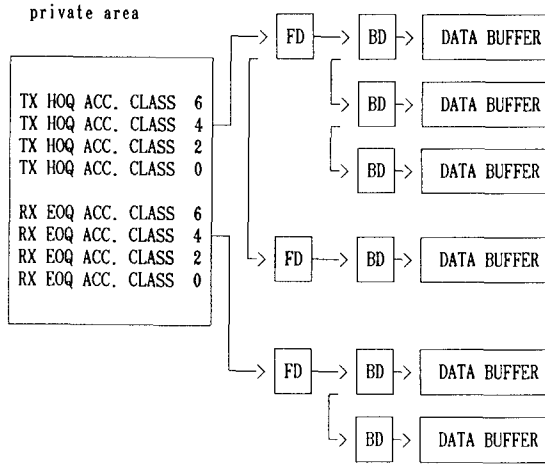 private area
FD BD DATA BUFFER
TX HOQ ACC. CLASS 6
TX HOQ ACC. CLASS 4
TX HOQ ACC. CLASS 2
TX HOQ ACC. CLASS 0
BD DATA BUFFER
BD DATA BUFFER
RX EOQ ACC. CLASS 6
RX EOQ ACC. CLASS 4
RX EOQ ACC. CLASS 2
RX EOQ ACC. CLASS 0
FD BD DATA BUFFER
FD BD DATA BUFFER
BD DATA BUFFER